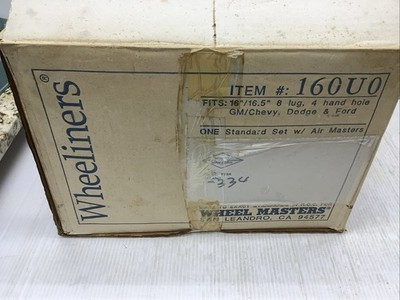 Wheeliners®
ITEM #: 160U0
FITS: 16"/16.5" 8 lug, 4 hand hole
GM/Chevy, Dodge & Ford
ONE Standard Set w/ Air Masters
334
WHEEL MASTERS®
SAN LEANDRO, CA 94577